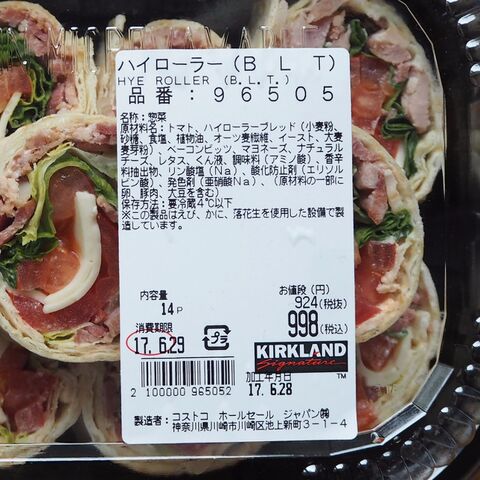 ハイローラー(B L T)
HYE ROLLER (B.L.T.)
品番:96505
名称:惣菜
原材料名:トマト、ハイローラーブレッド(小麦粉、
砂糖、食塩、植物油、オーツ麦繊維、イースト、大麦
麦芽粉)、ベーコンビッツ、マヨネーズ、ナチュラル
チーズ、レタス、くん液、調味料(アミノ酸)、香辛
料抽出物、リン酸塩(Na)、酸化防止剤(エリソル
ビン酸)、発色剤(亜硝酸Na)、(原材料の一部に
卵、豚肉、大豆を含む)
保存方法:要冷蔵4℃以下
※この製品はえび、かに、落花生を使用した設備で製
造しています。
内容量
14P
お値段(円)
924(税抜)
消費期限
998(税込)
17.6.29
プラ
KIRKLAND
Signature
TM
加工年月日
17.6.28
2 100000 965052
製造者:コストコ ホールセール ジャパン㈱
神奈川県川崎市川崎区池上新町3-1-4